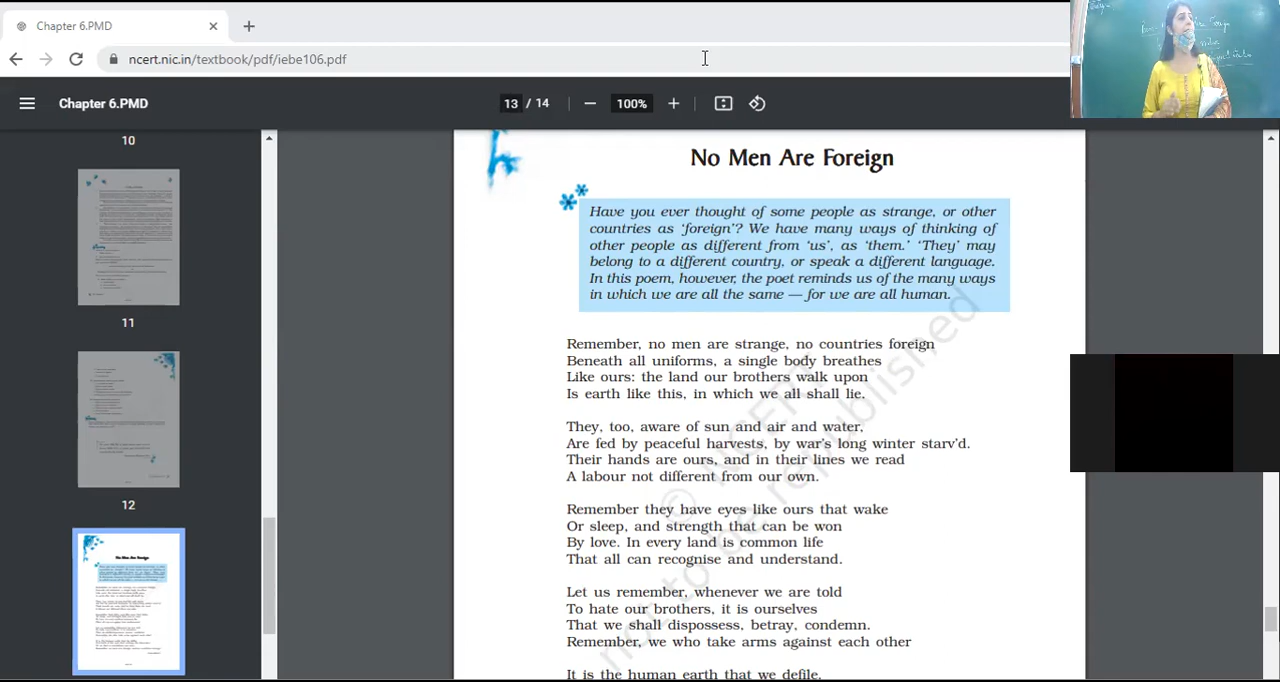 Chapter 6.PMD
ncert.nic.in/textbook/pdf/iebe106.pdf
Chapter 6.PMD
13 / 14
100%
10
11
12
No Men Are Foreign
No Men Are Foreign
Have you ever thought of some people as strange, or other
countries as ‘foreign’? We have many ways of thinking of
other people as different from ‘us’, as ‘them.’ ‘They’ may
belong to a different country, or speak a different language.
In this poem, however, the poet reminds us of the many ways
in which we are all the same — for we are all human.
Remember, no men are strange, no countries foreign
Beneath all uniforms, a single body breathes
Like ours: the land our brothers walk upon
Is earth like this, in which we all shall lie.
They, too, aware of sun and air and water,
Are fed by peaceful harvests, by war’s long winter starv’d.
Their hands are ours, and in their lines we read
A labour not different from our own.
Remember they have eyes like ours that wake
Or sleep, and strength that can be won
By love. In every land is common life
That all can recognise and understand.
Let us remember, whenever we are told
To hate our brothers, it is ourselves
That we shall dispossess, betray, condemn.
Remember, we who take arms against each other
It is the human earth that we defile.
© NCERT
not to be republished